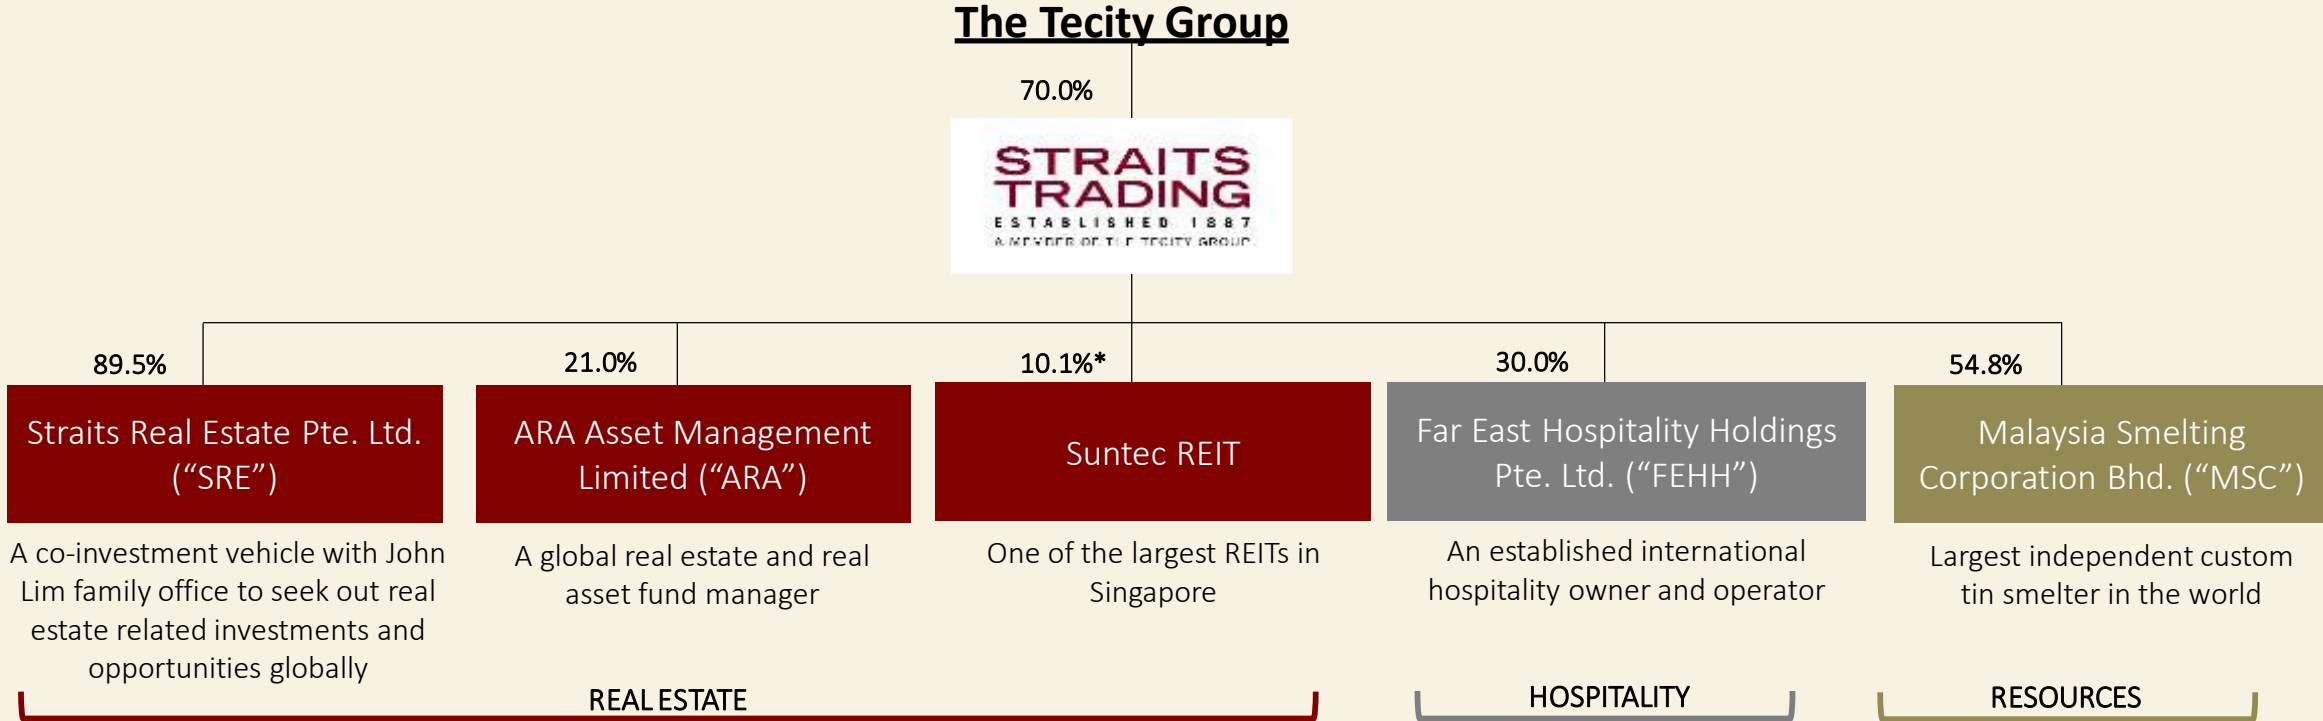 The Tecity Group
70.0%
STRAITS
TRADING
ESTABLISHED 1887
A MEMBER OF THE TECITY GROUP
89.5%
21.0%
10.1%*
30.0%
54.8%
Straits Real Estate Pte. Ltd.
(“SRE”)
ARA Asset Management
Limited (“ARA”)
Suntec REIT
Far East Hospitality Holdings
Pte. Ltd. (“FEHH”)
Malaysia Smelting
Corporation Bhd. (“MSC”)
A co-investment vehicle with John
Lim family office to seek out real
estate related investments and
opportunities globally
A global real estate and real
asset fund manager
One of the largest REITs in
Singapore
An established international
hospitality owner and operator
Largest independent custom
tin smelter in the world
REAL ESTATE
HOSPITALITY
RESOURCES